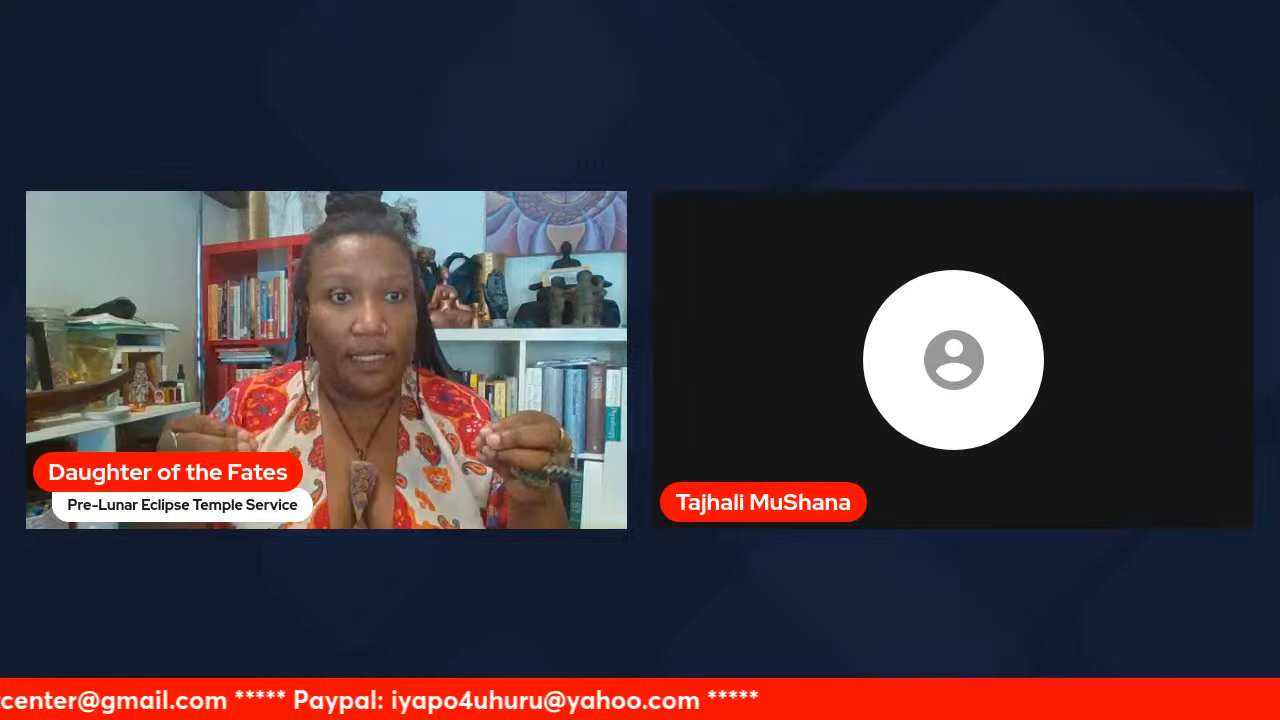 Daughter of the Fates
Pre-Lunar Eclipse Temple Service
Tajhali MuShana
center@gmail.com ***** Paypal: iyapo4uhuru@yahoo.com *****